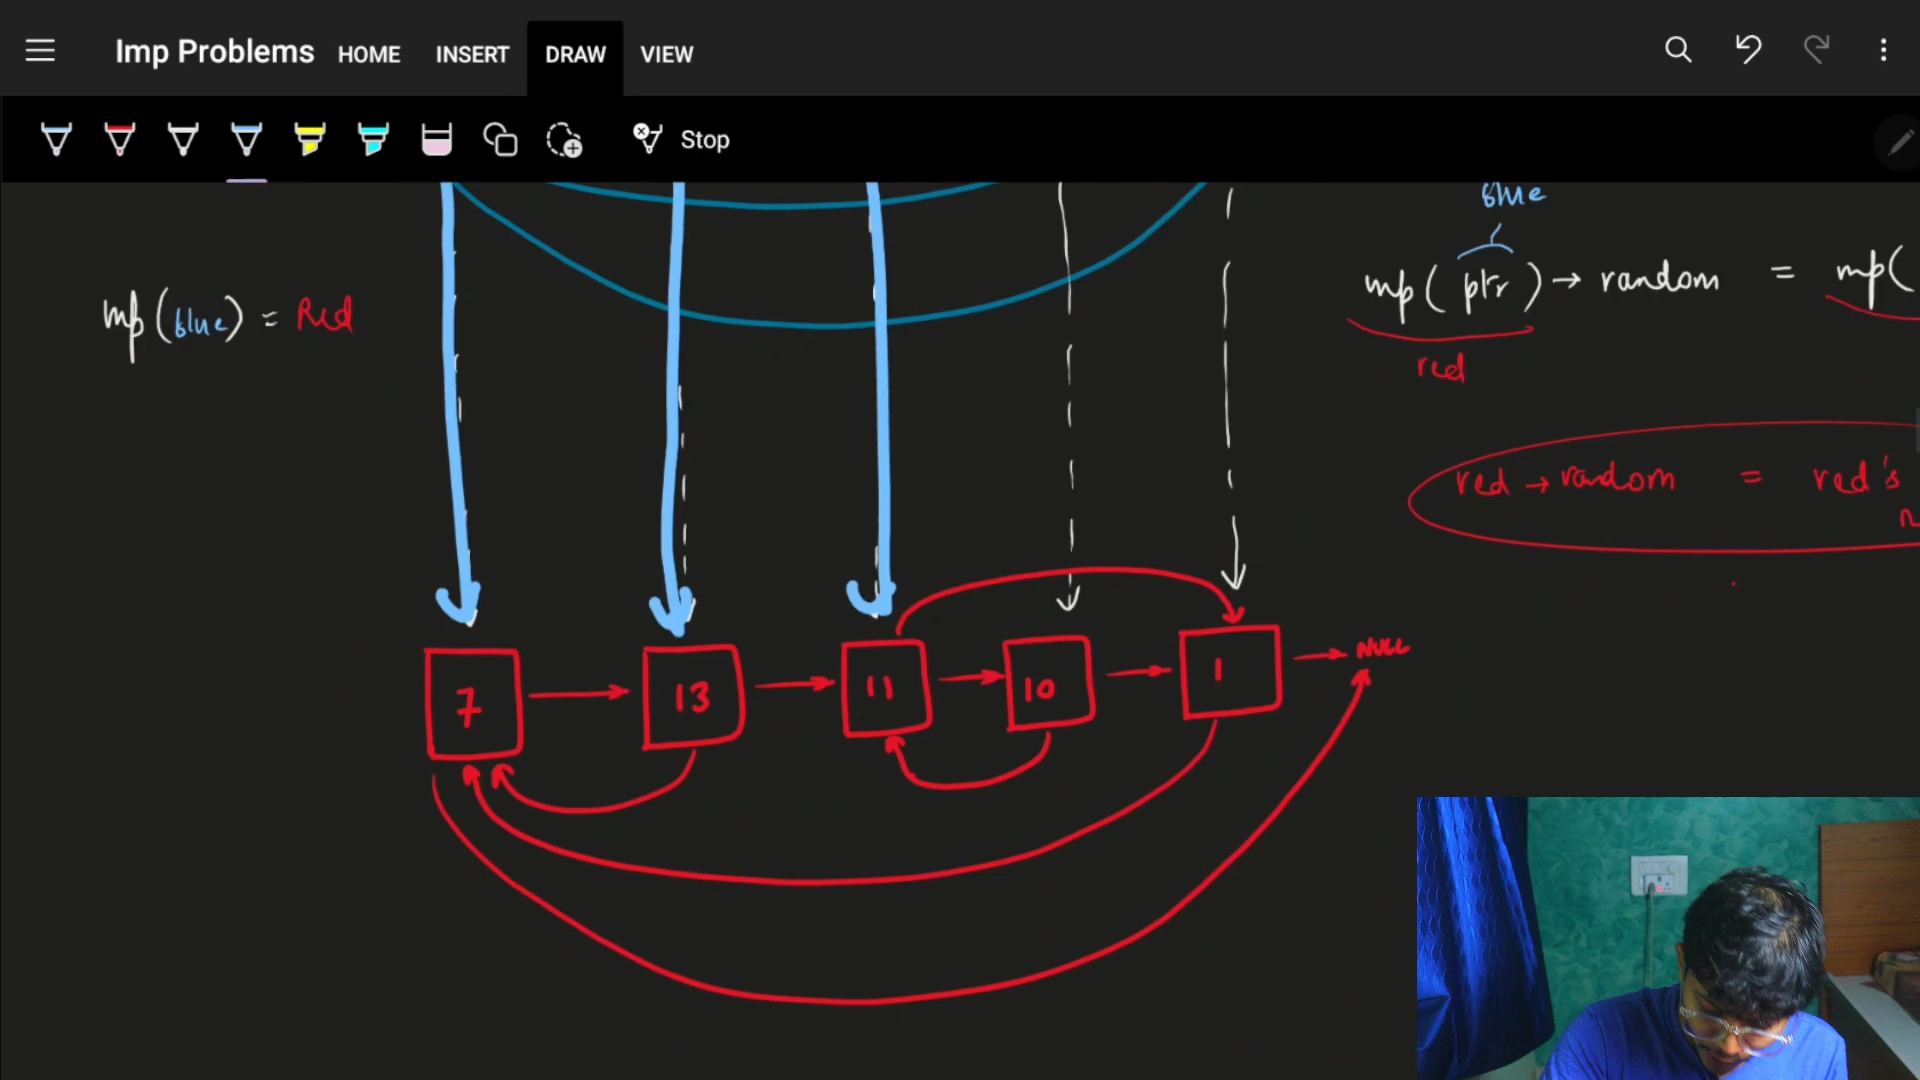 Imp Problems HOME INSERT DRAW VIEW
Stop
blue
mp(blue) = Red
mp(ptr) → random = mp(
red
red → random = red's
7 → 13 → 11 → 10 → 1 → NULL